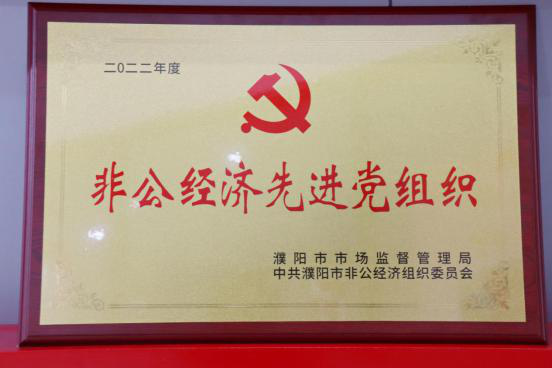 二〇二二年度
非公经济先进党组织
濮阳市市场监督管理局
中共濮阳市非公经济组织委员会